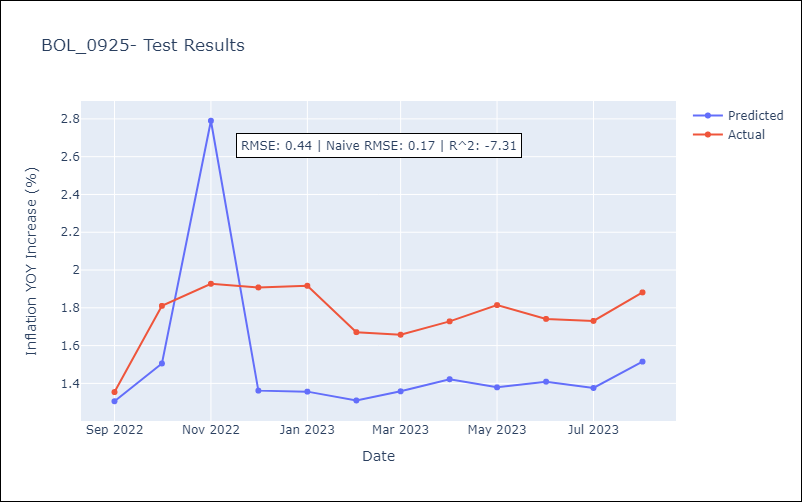 BOL_0925- Test Results
Predicted
Actual
RMSE: 0.44 | Naive RMSE: 0.17 | R^2: -7.31
Inflation YOY Increase (%)
2.8
2.6
2.4
2.2
2
1.8
1.6
1.4
Sep 2022 Nov 2022 Jan 2023 Mar 2023 May 2023 Jul 2023
Date